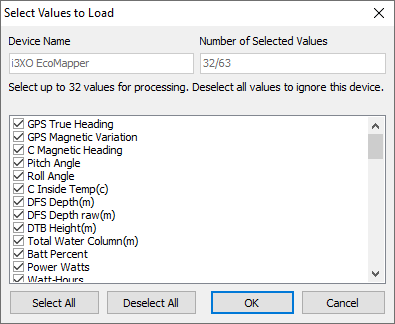 Select Values to Load
Device Name
Number of Selected Values
i3XO EcoMapper
32/63
Select up to 32 values for processing. Deselect all values to ignore this device.
GPS True Heading
GPS Magnetic Variation
C Magnetic Heading
Pitch Angle
Roll Angle
C Inside Temp(c)
DFS Depth(m)
DFS Depth raw(m)
DTB Height(m)
Total Water Column(m)
Batt Percent
Power Watts
Watt-Hours
Select All
Deselect All
OK
Cancel